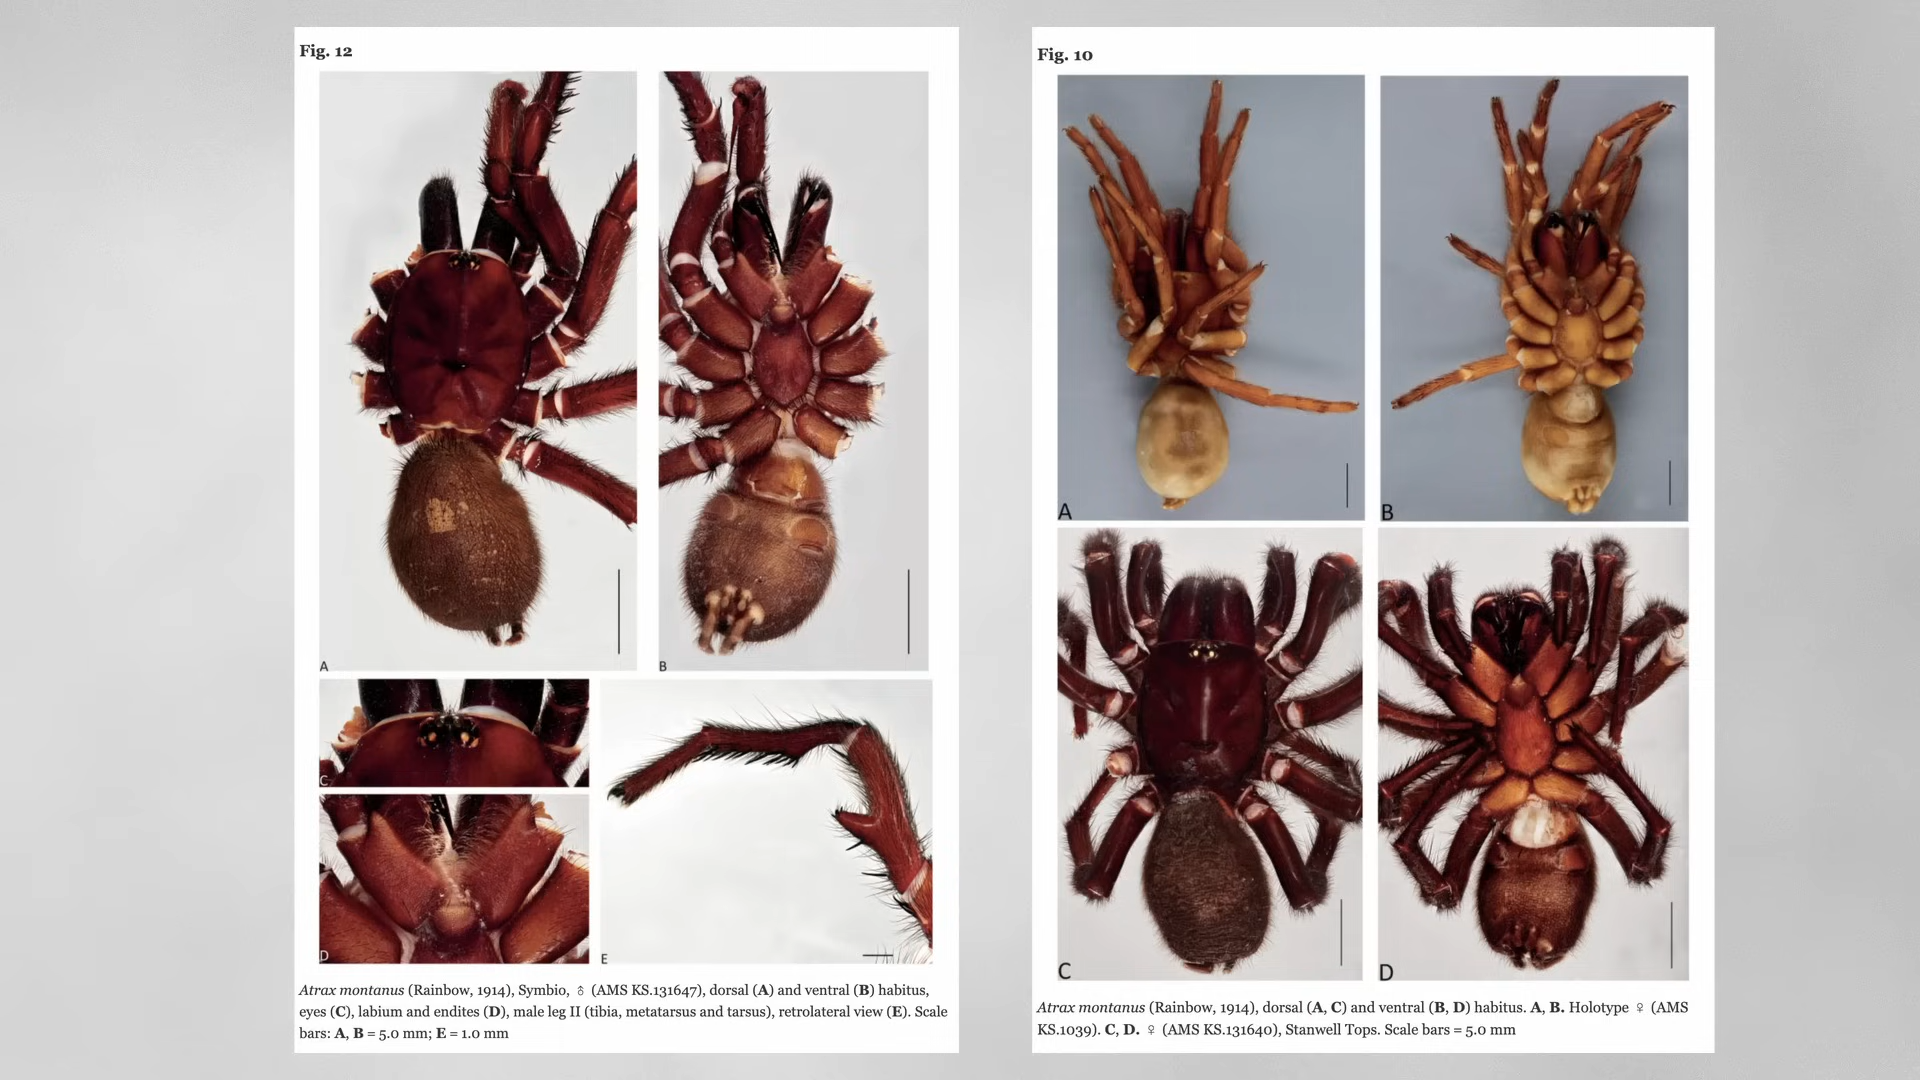 Fig. 12
A
B
C
D
E
Atrax montanus (Rainbow, 1914), Symbio, ♂ (AMS KS.131647), dorsal (A) and ventral (B) habitus,
eyes (C), labium and endites (D), male leg II (tibia, metatarsus and tarsus), retrolateral view (E). Scale
bars: A, B = 5.0 mm; E = 1.0 mm
Fig. 10
A
B
C
D
Atrax montanus (Rainbow, 1914), dorsal (A, C) and ventral (B, D) habitus. A, B. Holotype ♀ (AMS
KS.1039). C, D. ♀ (AMS KS.131640), Stanwell Tops. Scale bars = 5.0 mm